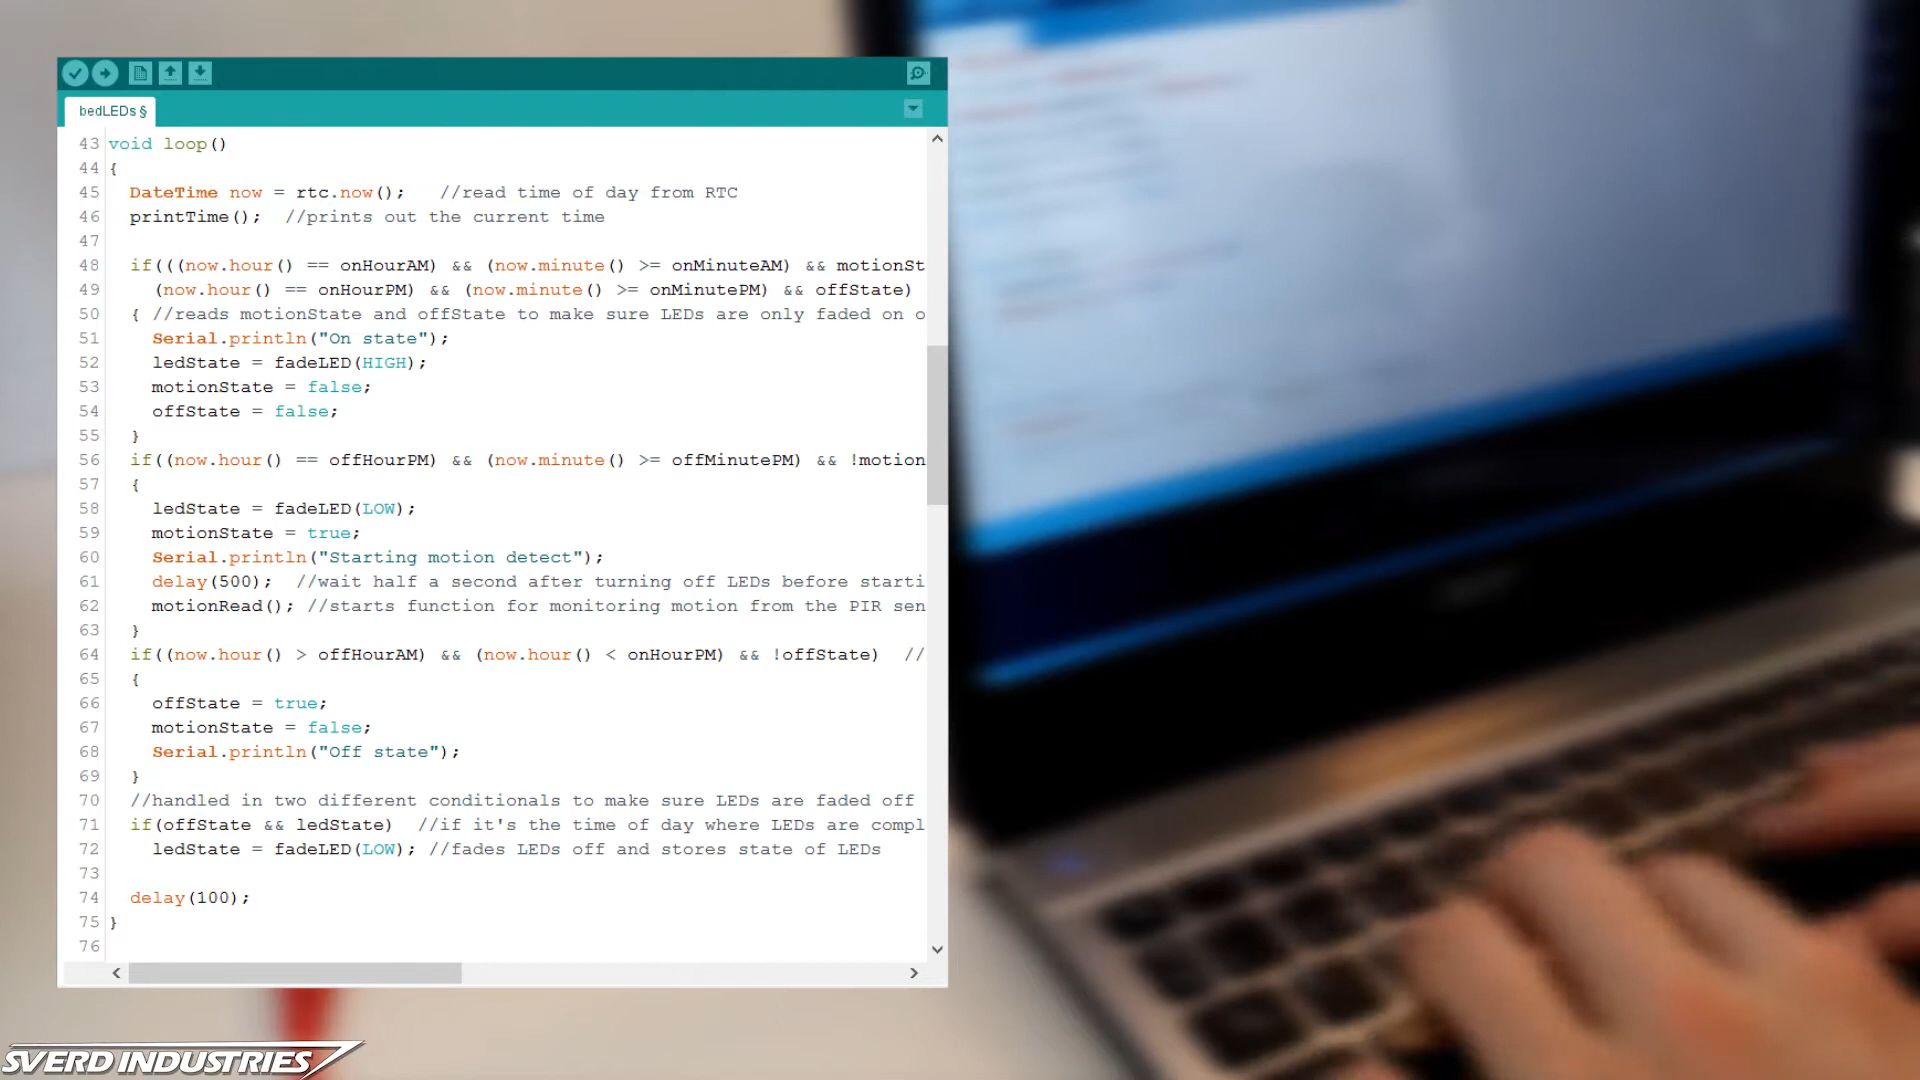 bedLEDs §
43 void loop()
44 {
45 DateTime now = rtc.now(); //read time of day from RTC
46 printTime(); //prints out the current time
47
48 if(((now.hour() == onHourAM) && (now.minute() >= onMinuteAM) && motionSt
49 (now.hour() == onHourPM) && (now.minute() >= onMinutePM) && offState)
50 { //reads motionState and offState to make sure LEDs are only faded on o
51 Serial.println("On state");
52 ledState = fadeLED(HIGH);
53 motionState = false;
54 offState = false;
55 }
56 if((now.hour() == offHourPM) && (now.minute() >= offMinutePM) && !motion
57 {
58 ledState = fadeLED(LOW);
59 motionState = true;
60 Serial.println("Starting motion detect");
61 delay(500); //wait half a second after turning off LEDs before starti
62 motionRead(); //starts function for monitoring motion from the PIR sen
63 }
64 if((now.hour() > offHourAM) && (now.hour() < onHourPM) && !offState) //
65 {
66 offState = true;
67 motionState = false;
68 Serial.println("Off state");
69 }
70 //handled in two different conditionals to make sure LEDs are faded off
71 if(offState && ledState) //if it's the time of day where LEDs are compl
72 ledState = fadeLED(LOW); //fades LEDs off and stores state of LEDs
73
74 delay(100);
75 }
76
SVERD INDUSTRIES